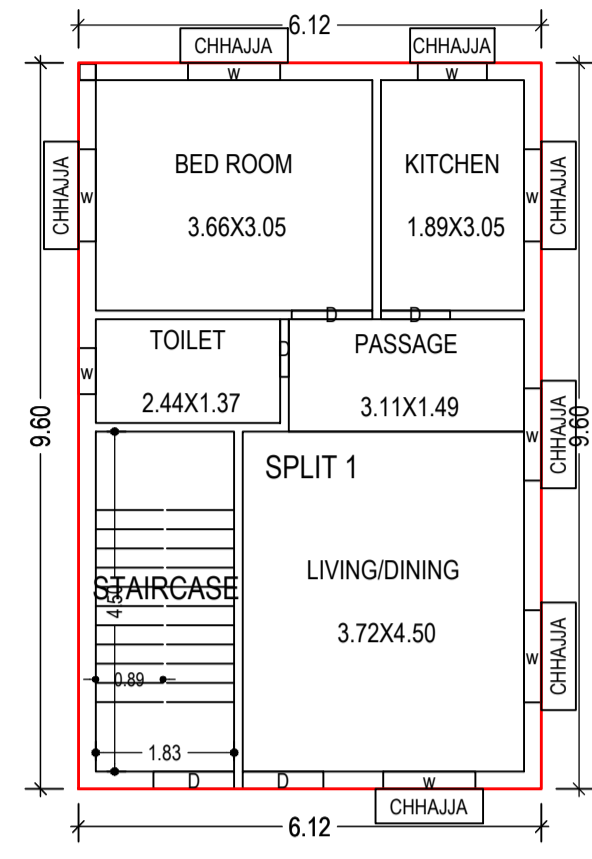 6.12
CHHAJJA
CHHAJJA
W
W
BED ROOM
KITCHEN
3.66X3.05
1.89X3.05
CHHAJJA
W
W
CHHAJJA
D
D
TOILET
D
PASSAGE
W
2.44X1.37
3.11X1.49
9.60
9.60
W
CHHAJJA
SPLIT 1
LIVING/DINING
STAIRCASE
4.50
3.72X4.50
W
CHHAJJA
0.89
1.83
D
D
W
CHHAJJA
6.12